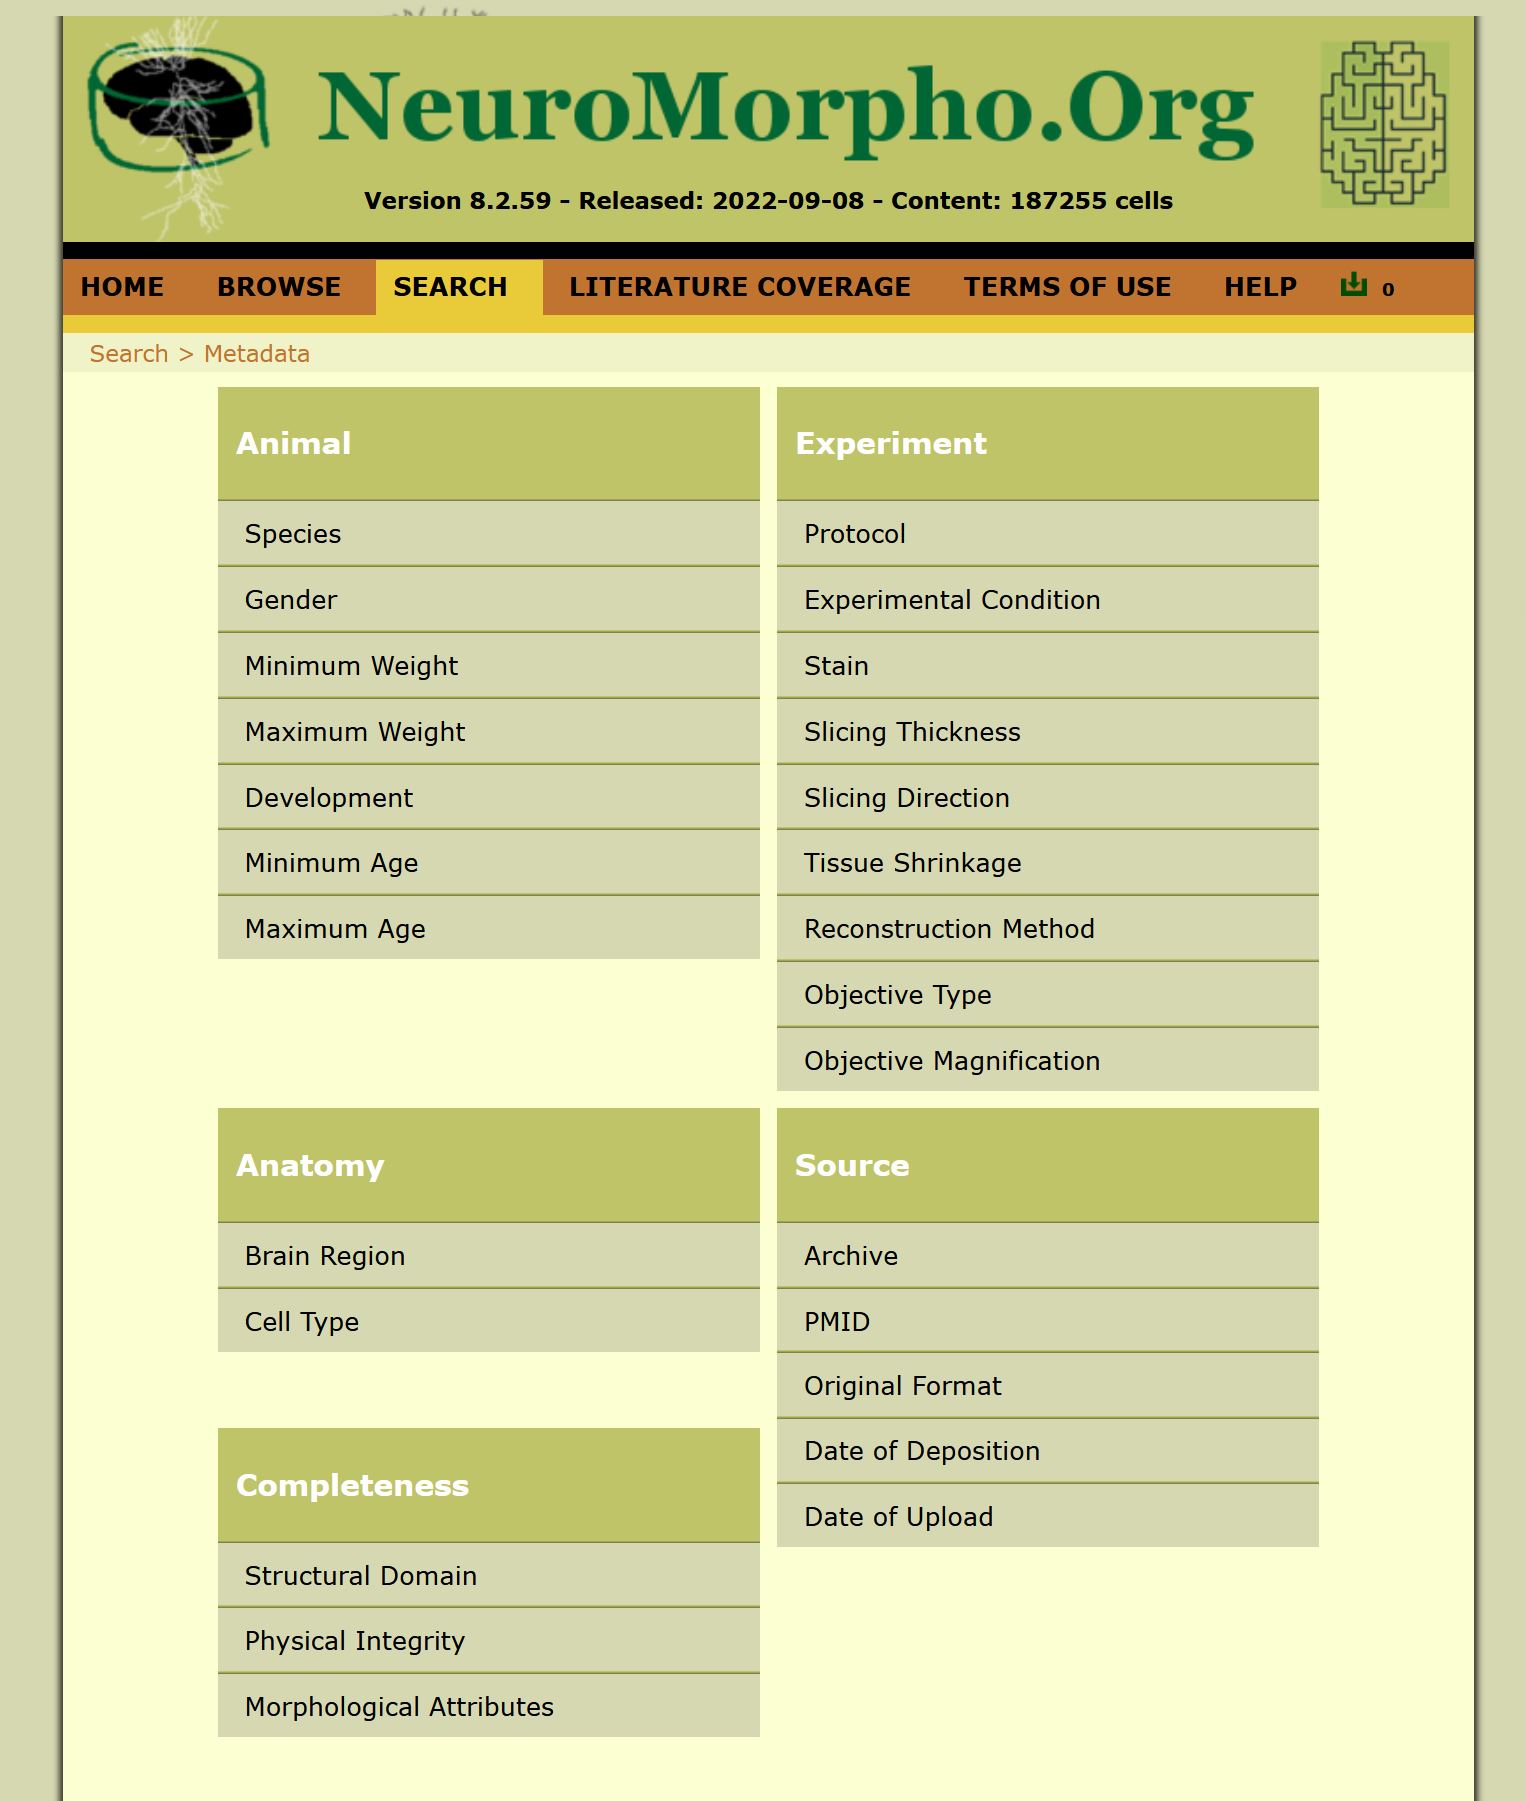 NeuroMorpho.Org
Version 8.2.59 - Released: 2022-09-08 - Content: 187255 cells
HOME BROWSE SEARCH LITERATURE COVERAGE TERMS OF USE HELP 0
Search > Metadata
Animal
Species
Gender
Minimum Weight
Maximum Weight
Development
Minimum Age
Maximum Age
Experiment
Protocol
Experimental Condition
Stain
Slicing Thickness
Slicing Direction
Tissue Shrinkage
Reconstruction Method
Objective Type
Objective Magnification
Anatomy
Brain Region
Cell Type
Completeness
Structural Domain
Physical Integrity
Morphological Attributes
Source
Archive
PMID
Original Format
Date of Deposition
Date of Upload